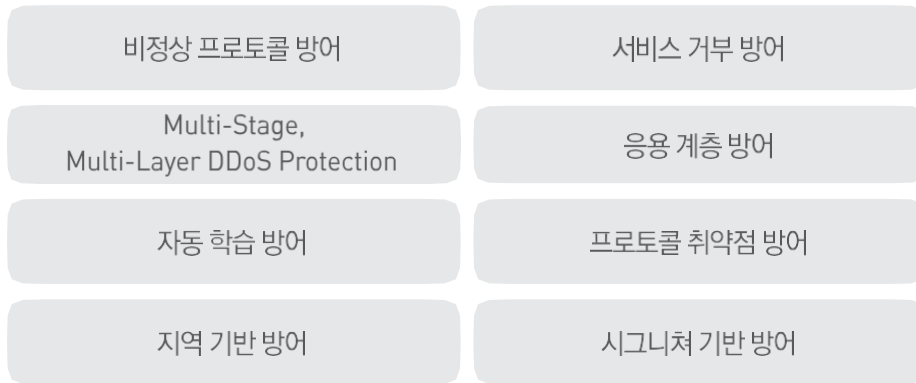 비정상 프로토콜 방어
서비스 거부 방어
Multi-Stage,
Multi-Layer DDoS Protection
응용 계층 방어
자동 학습 방어
프로토콜 취약점 방어
지역 기반 방어
시그니쳐 기반 방어